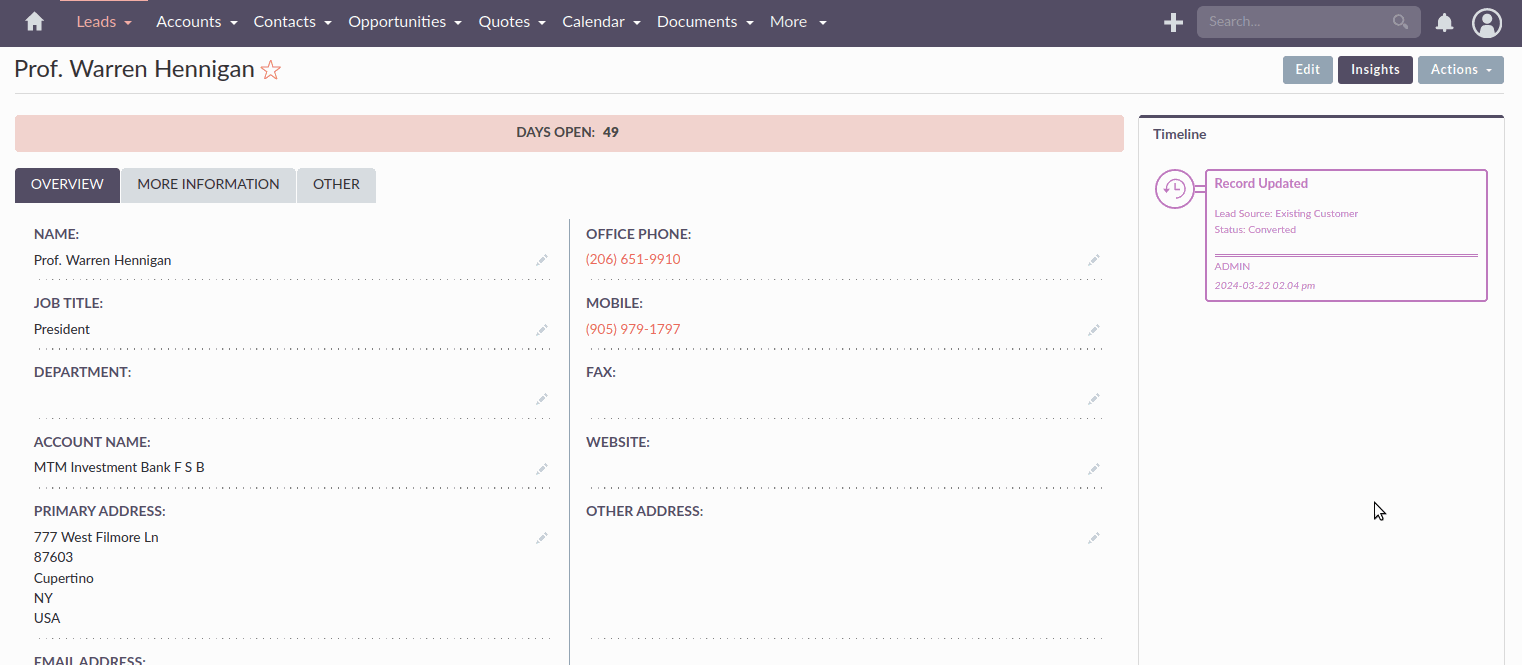 Leads Accounts Contacts Opportunities Quotes Calendar Documents More Search...
Prof. Warren Hennigan Edit Insights Actions
DAYS OPEN: 49
Timeline
OVERVIEW MORE INFORMATION OTHER
Record Updated
Lead Source: Existing Customer
Status: Converted
ADMIN
2024-03-22 02.04 pm
NAME:
Prof. Warren Hennigan
OFFICE PHONE:
(206) 651-9910
JOB TITLE:
President
MOBILE:
(905) 979-1797
DEPARTMENT:
FAX:
ACCOUNT NAME:
MTM Investment Bank F S B
WEBSITE:
PRIMARY ADDRESS:
777 West Filmore Ln
87603
Cupertino
NY
USA
OTHER ADDRESS:
EMAIL ADDRESS: